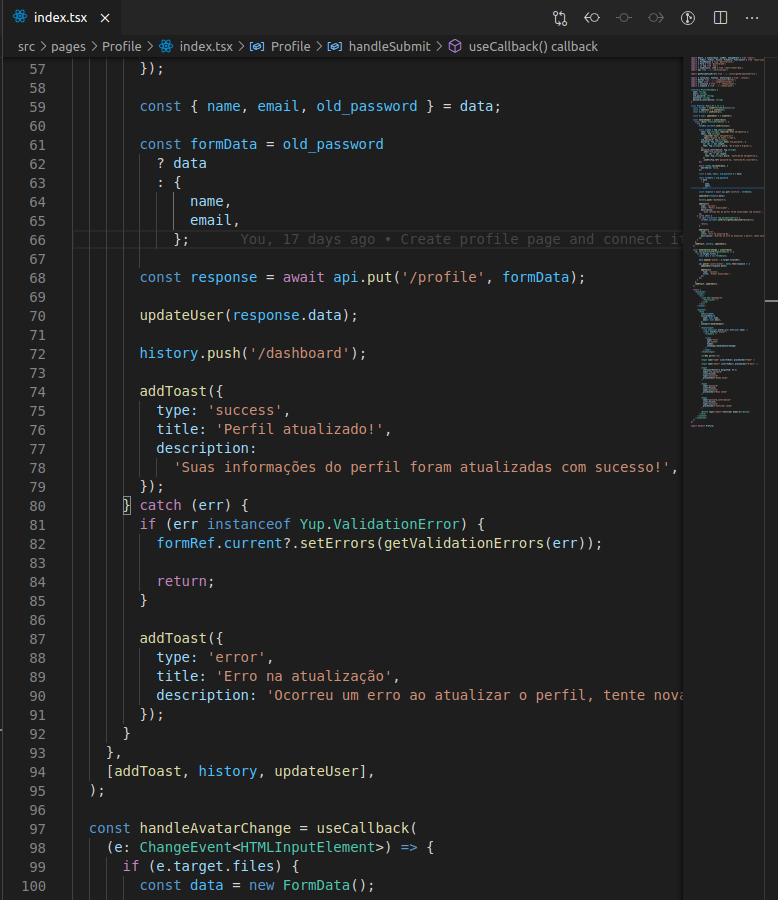 index.tsx ×
src > pages > Profile > index.tsx > Profile > handleSubmit > useCallback() callback
57 });
58
59 const { name, email, old_password } = data;
60
61 const formData = old_password
62 ? data
63 : {
64 name,
65 email,
66 }; You, 17 days ago • Create profile page and connect it
67
68 const response = await api.put('/profile', formData);
69
70 updateUser(response.data);
71
72 history.push('/dashboard');
73
74 addToast({
75 type: 'success',
76 title: 'Perfil atualizado!',
77 description:
78 'Suas informações do perfil foram atualizadas com sucesso!',
79 });
80 } catch (err) {
81 if (err instanceof Yup.ValidationError) {
82 formRef.current?.setErrors(getValidationErrors(err));
83
84 return;
85 }
86
87 addToast({
88 type: 'error',
89 title: 'Erro na atualização',
90 description: 'Ocorreu um erro ao atualizar o perfil, tente nova
91 });
92 }
93 },
94 [addToast, history, updateUser],
95 );
96
97 const handleAvatarChange = useCallback(
98 (e: ChangeEvent<HTMLInputElement>) => {
99 if (e.target.files) {
100 const data = new FormData();